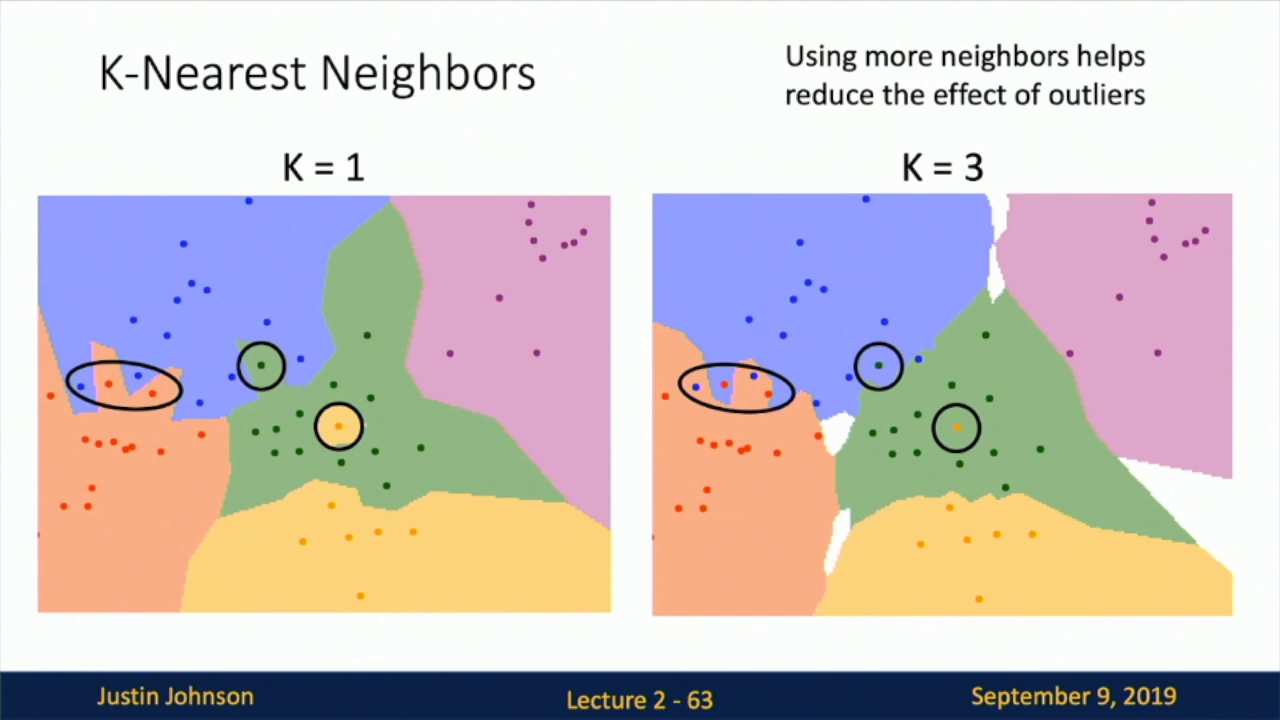 K-Nearest Neighbors
Using more neighbors helps
reduce the effect of outliers
K = 1
K = 3
Justin Johnson
Lecture 2 - 63
September 9, 2019